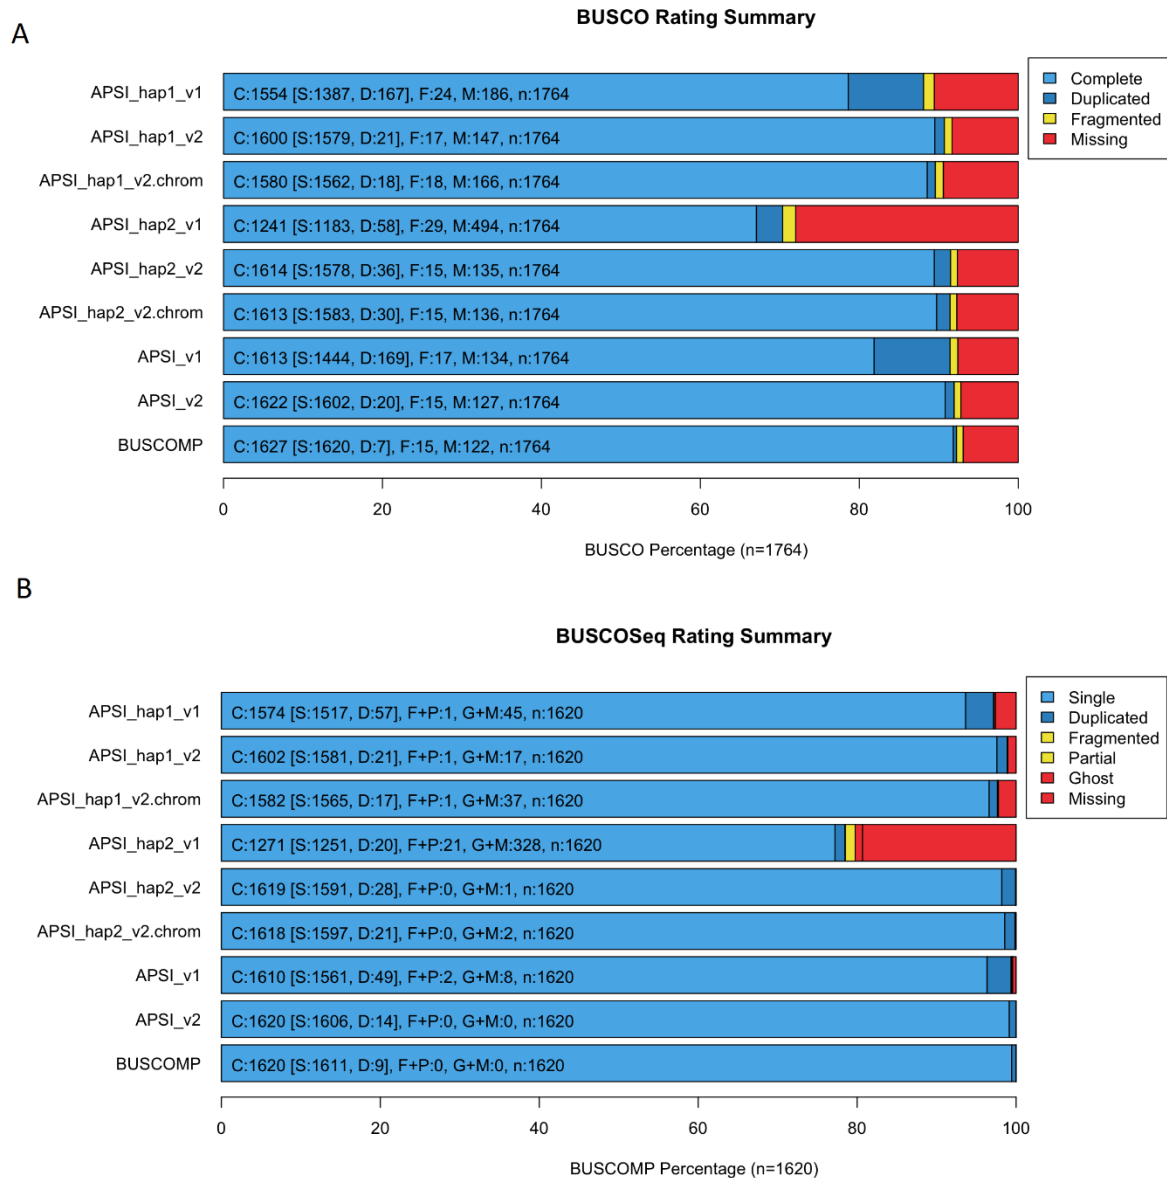 A
BUSCO Rating Summary
APSI_hap1_v1
C:1554 [S:1387, D:167], F:24, M:186, n:1764
APSI_hap1_v2
C:1600 [S:1579, D:21], F:17, M:147, n:1764
APSI_hap1_v2.chrom
C:1580 [S:1562, D:18], F:18, M:166, n:1764
APSI_hap2_v1
C:1241 [S:1183, D:58], F:29, M:494, n:1764
APSI_hap2_v2
C:1614 [S:1578, D:36], F:15, M:135, n:1764
APSI_hap2_v2.chrom
C:1613 [S:1583, D:30], F:15, M:136, n:1764
APSI_v1
C:1613 [S:1444, D:169], F:17, M:134, n:1764
APSI_v2
C:1622 [S:1602, D:20], F:15, M:127, n:1764
BUSCOMP
C:1627 [S:1620, D:7], F:15, M:122, n:1764
Complete
Duplicated
Fragmented
Missing
0 20 40 60 80 100
BUSCO Percentage (n=1764)
B
BUSCOSeq Rating Summary
APSI_hap1_v1
C:1574 [S:1517, D:57], F+P:1, G+M:45, n:1620
APSI_hap1_v2
C:1602 [S:1581, D:21], F+P:1, G+M:17, n:1620
APSI_hap1_v2.chrom
C:1582 [S:1565, D:17], F+P:1, G+M:37, n:1620
APSI_hap2_v1
C:1271 [S:1251, D:20], F+P:21, G+M:328, n:1620
APSI_hap2_v2
C:1619 [S:1591, D:28], F+P:0, G+M:1, n:1620
APSI_hap2_v2.chrom
C:1618 [S:1597, D:21], F+P:0, G+M:2, n:1620
APSI_v1
C:1610 [S:1561, D:49], F+P:2, G+M:8, n:1620
APSI_v2
C:1620 [S:1606, D:14], F+P:0, G+M:0, n:1620
BUSCOMP
C:1620 [S:1611, D:9], F+P:0, G+M:0, n:1620
Single
Duplicated
Fragmented
Partial
Ghost
Missing
0 20 40 60 80 100
BUSCOMP Percentage (n=1620)